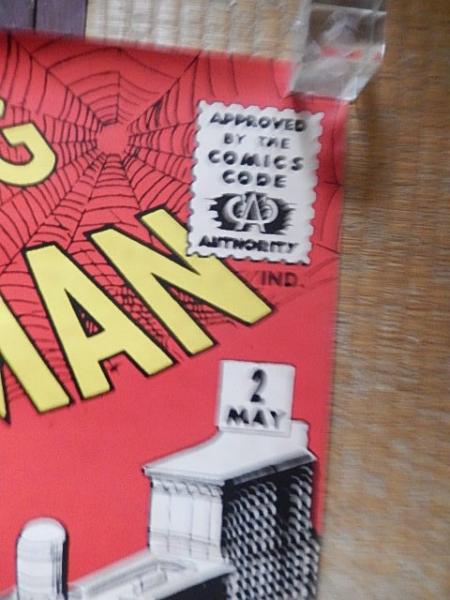 G
MAN
APPROVED
BY THE
COMICS
CODE
CA
AUTHORITY
IND.
2
MAY